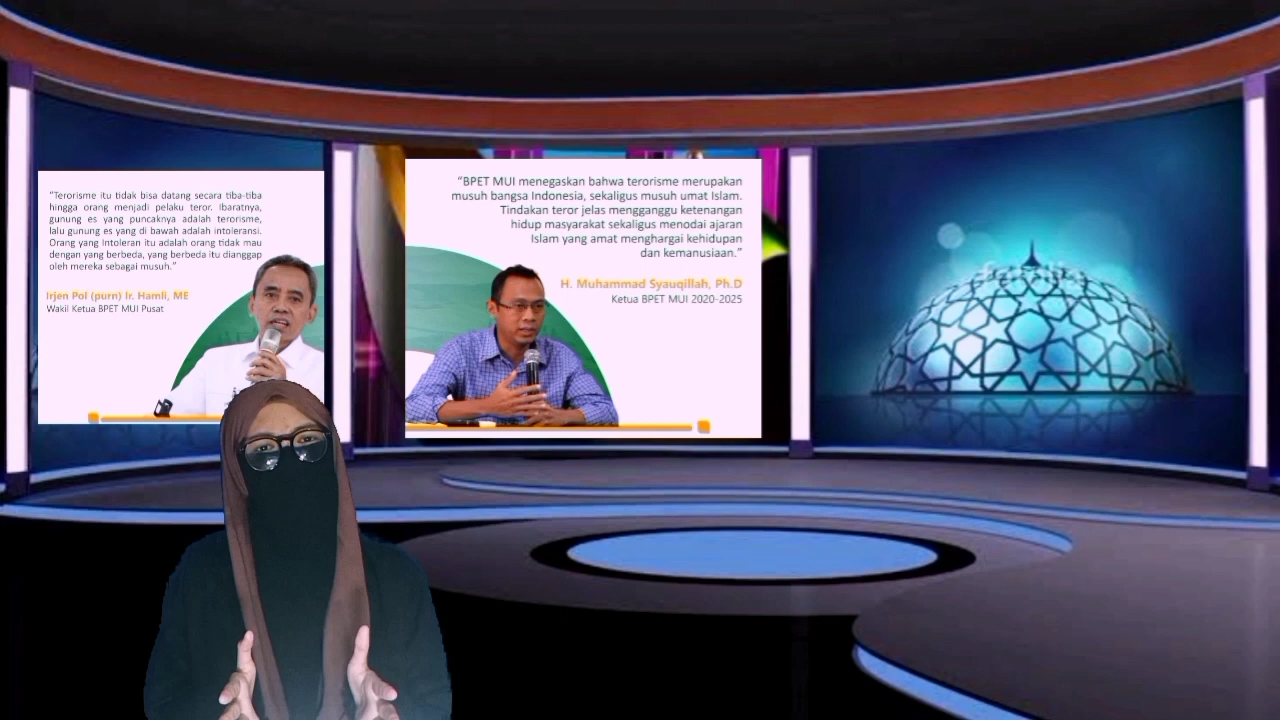 "Terorisme itu tidak bisa datang secara tiba-tiba
hingga orang menjadi pelaku teror. Ibaratnya,
gunung es yang puncaknya adalah terorisme,
lalu gunung es yang di bawah adalah intoleransi.
Orang yang Intoleran itu adalah orang tidak mau
dengan yang berbeda, yang berbeda itu dianggap
oleh mereka sebagai musuh."
Irjen Pol (purn) Ir. Hamli, ME
Wakil Ketua BPET MUI Pusat
"BPET MUI menegaskan bahwa terorisme merupakan
musuh bangsa Indonesia, sekaligus musuh umat Islam.
Tindakan teror jelas mengganggu ketenangan
hidup masyarakat sekaligus menodai ajaran
Islam yang amat menghargai kehidupan
dan kemanusiaan."
H. Muhammad Syauqillah, Ph.D
Ketua BPET MUI 2020-2025